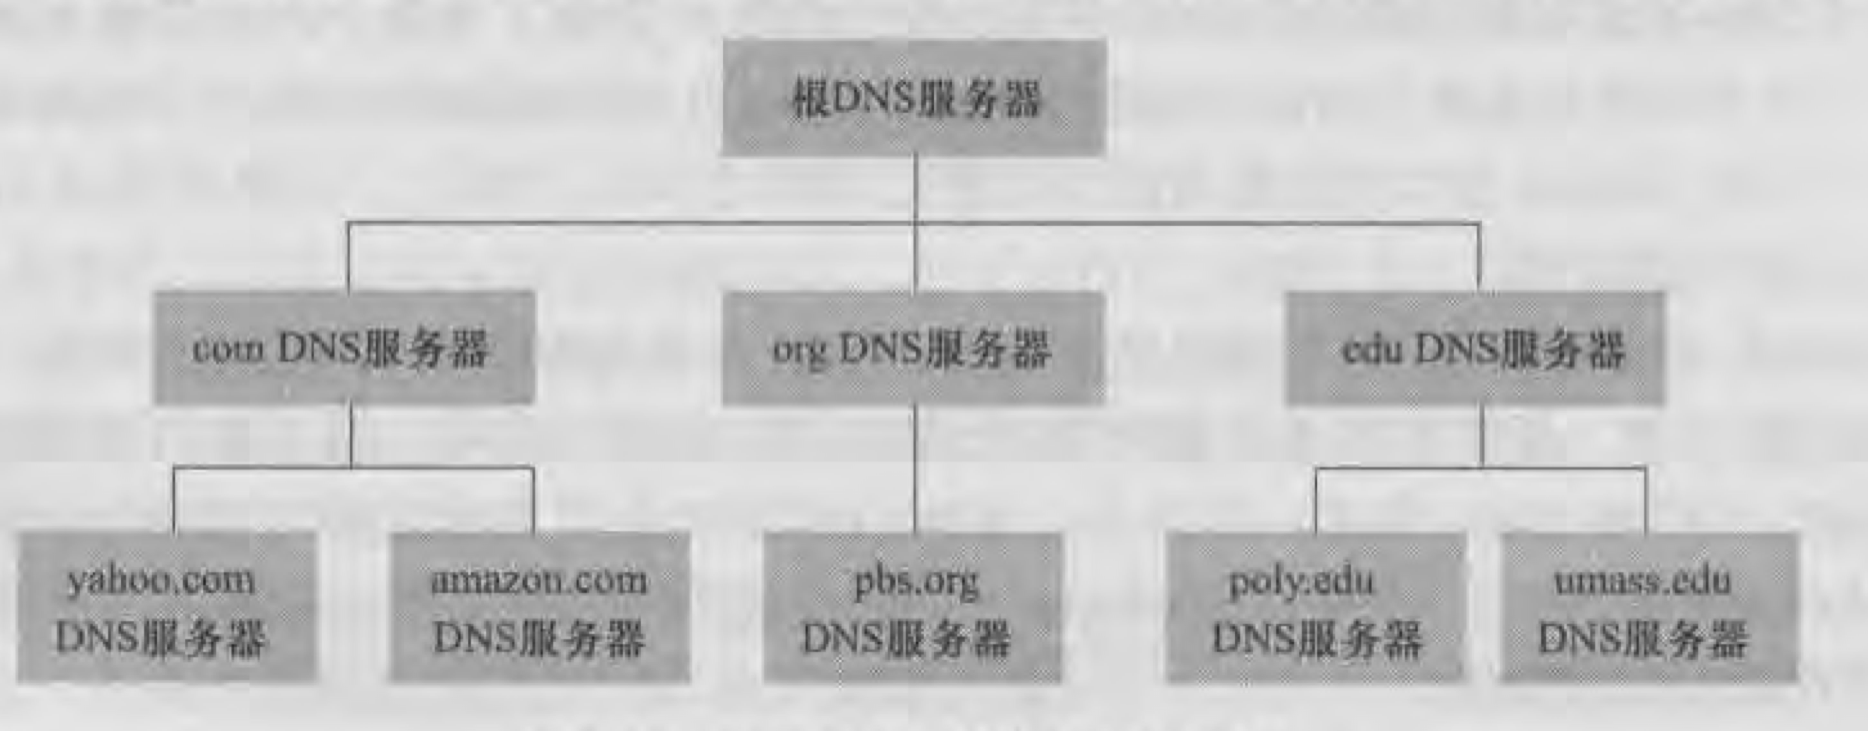 根DNS服务器
com DNS服务器
org DNS服务器
edu DNS服务器
yahoo.com
DNS服务器
amazon.com
DNS服务器
pbs.org
DNS服务器
poly.edu
DNS服务器
umass.edu
DNS服务器